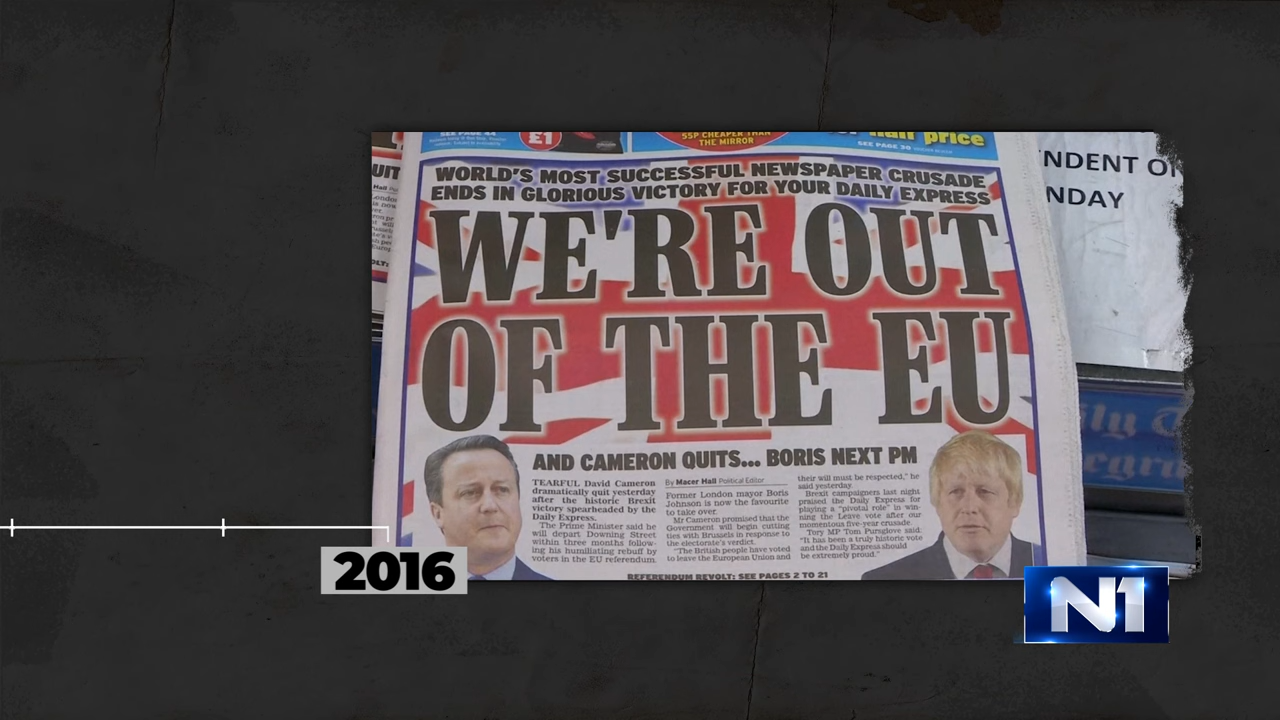 SEE PAGE 44
£1
55P CHEAPER THAN
THE MIRROR
half price
SEE PAGE 30
NDENT ON
NDAY
WORLD'S MOST SUCCESSFUL NEWSPAPER CRUSADE
ENDS IN GLORIOUS VICTORY FOR YOUR DAILY EXPRESS
WE'RE OUT
OF THE EU
AND CAMERON QUITS... BORIS NEXT PM
TEARFUL David Cameron
dramatically quit yesterday
after the historic Brexit
victory spearheaded by the
Daily Express.
The Prime Minister said he
will depart Downing Street
within three months follow-
ing his humiliating rebuff by
voters in the EU referendum.
By Macer Hall Political Editor
Former London mayor Boris
Johnson is now the favourite
to take over.
Mr Cameron promised that the
Government will begin cutting
ties with Brussels in response to
the electorate's verdict.
"The British people have voted
to leave the European Union and
their will must be respected," he
said yesterday.
Brexit campaigners last night
praised the Daily Express for
playing a "pivotal role" in win-
ning the Leave vote after our
momentous five-year crusade.
Tory MP Tom Pursglove said:
"It has been a truly historic vote
and the Daily Express should
be extremely proud."
REFERENDUM REVOLT: SEE PAGES 2 TO 21
2016
N1